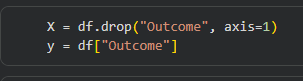 X = df.drop("Outcome", axis=1)
y = df["Outcome"]